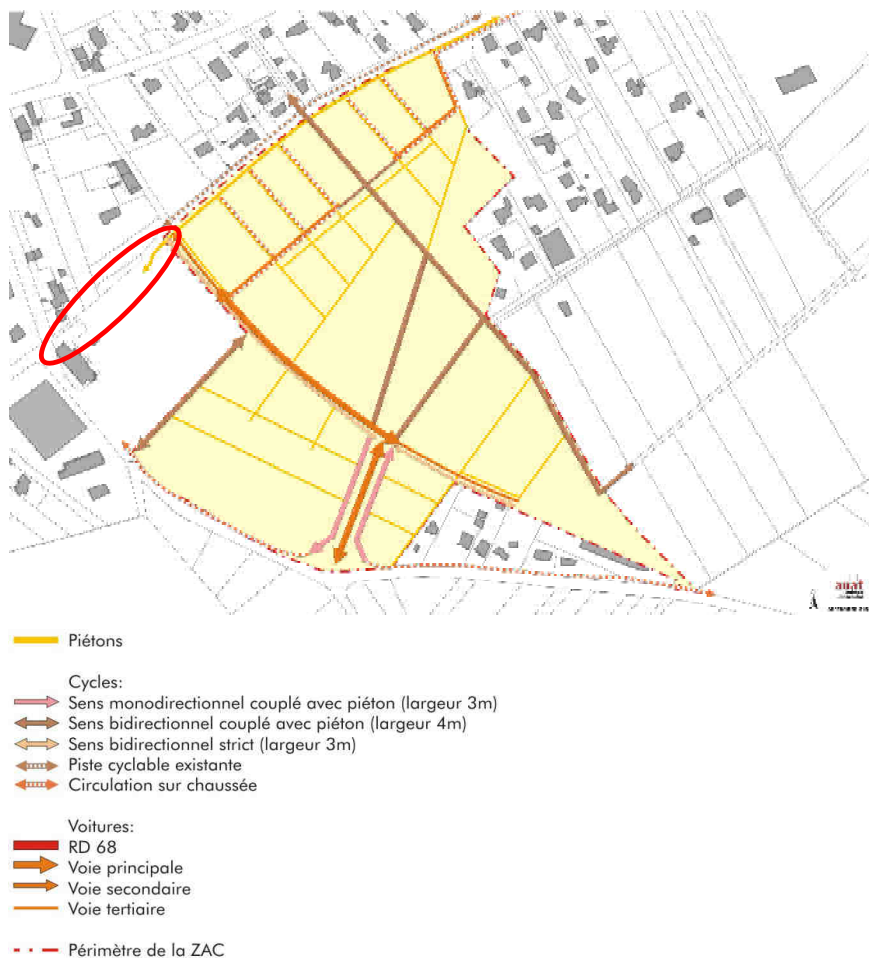 auat
Piétons
Cycles:
Sens monodirectionnel couplé avec piéton (largeur 3m)
Sens bidirectionnel couplé avec piéton (largeur 4m)
Sens bidirectionnel strict (largeur 3m)
Piste cyclable existante
Circulation sur chaussée
Voitures:
RD 68
Voie principale
Voie secondaire
Voie tertiaire
Périmètre de la ZAC